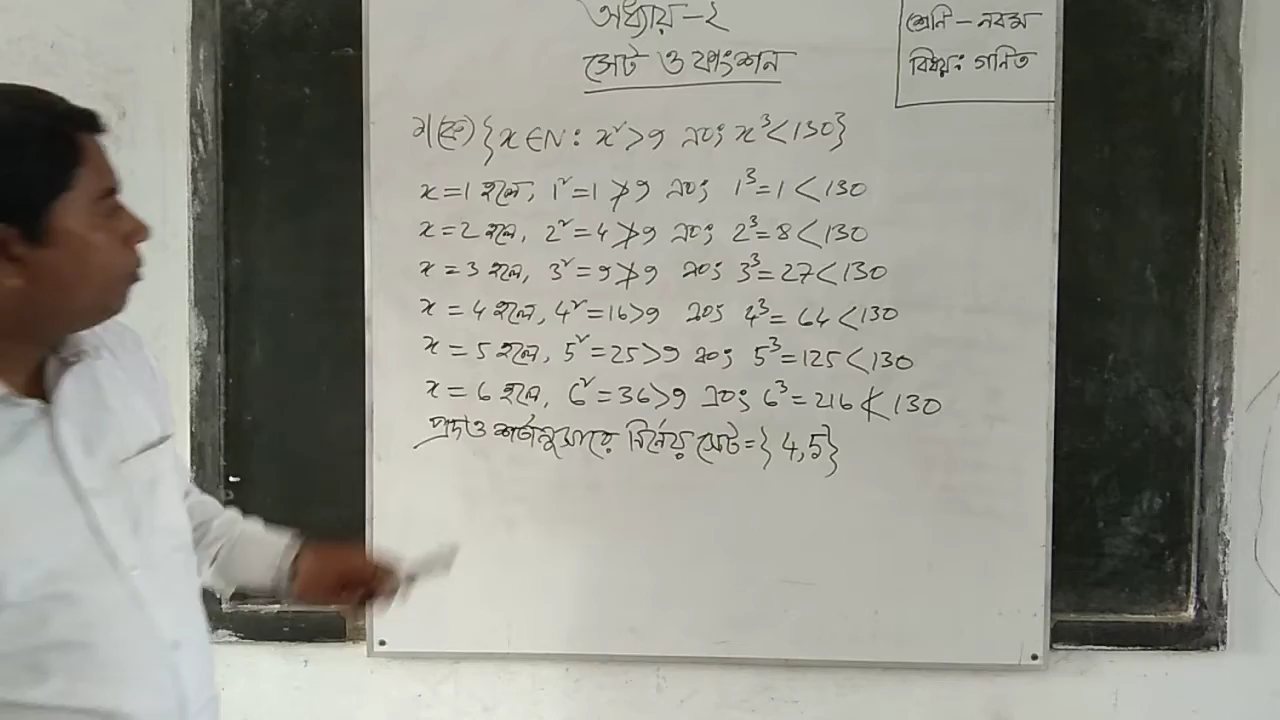 অধ্যায়-২
সেট ও ফাংশন
শ্রেনি - নবম
বিষয়: গনিত
১(ক) {x ∈ N : x² > 9 এবং x³ < 130}
x = 1 হলে, 1² = 1 ≯ 9 এবং 1³ = 1 < 130
x = 2 হলে, 2² = 4 ≯ 9 এবং 2³ = 8 < 130
x = 3 হলে, 3² = 9 ≯ 9 এবং 3³ = 27 < 130
x = 4 হলে, 4² = 16 > 9 এবং 4³ = 64 < 130
x = 5 হলে, 5² = 25 > 9 এবং 5³ = 125 < 130
x = 6 হলে, 6² = 36 > 9 এবং 6³ = 216 ≮ 130
প্রদত্ত শর্তানুসারে নির্নেয় সেট = { 4, 5}